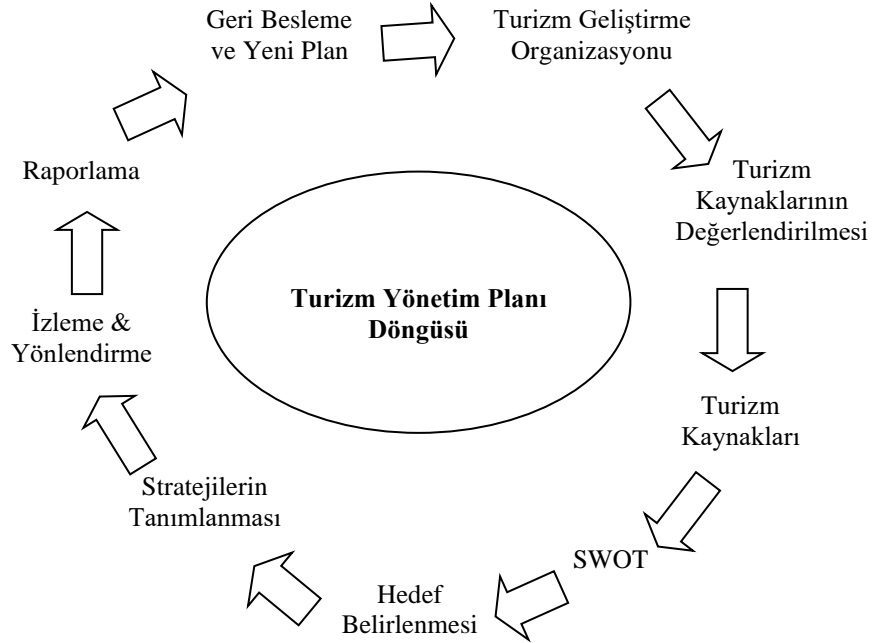 Geri Besleme
ve Yeni Plan
Turizm Geliştirme
Organizasyonu
Turizm
Kaynaklarının
Değerlendirilmesi
Turizm
Kaynakları
SWOT
Hedef
Belirlenmesi
Stratejilerin
Tanımlanması
İzleme &
Yönlendirme
Raporlama
Turizm Yönetim Planı
Döngüsü